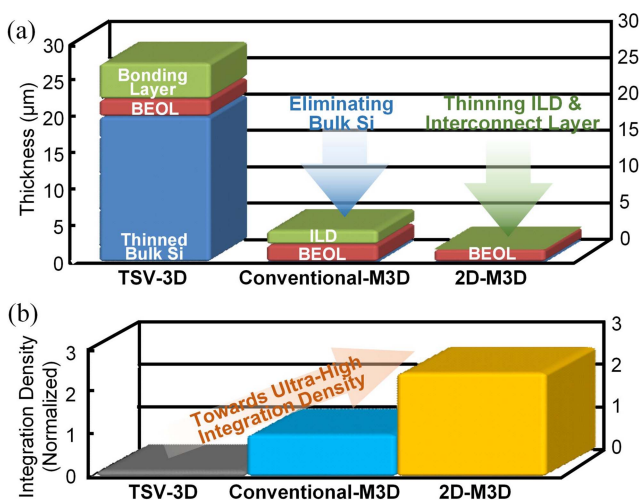 (a)
30
25
20
15
10
5
0
Thickness (μm)
Bonding
Layer
BEOL
Thinned
Bulk Si
Eliminating
Bulk Si
ILD
BEOL
Thinning ILD &
Interconnect Layer
BEOL
30
25
20
15
10
5
0
TSV-3D
Conventional-M3D
2D-M3D
(b)
3
2
1
0
Integration Density
(Normalized)
Towards Ultra-High
Integration Density
3
2
1
0
TSV-3D
Conventional-M3D
2D-M3D